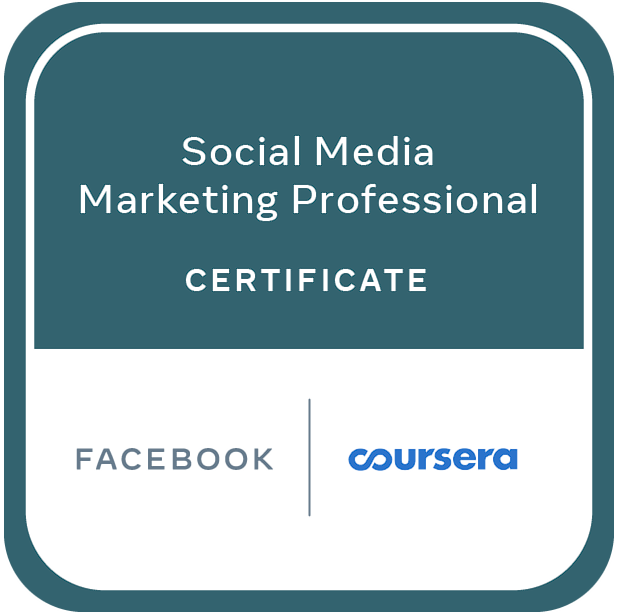 Social Media
Marketing Professional
CERTIFICATE
FACEBOOK
coursera